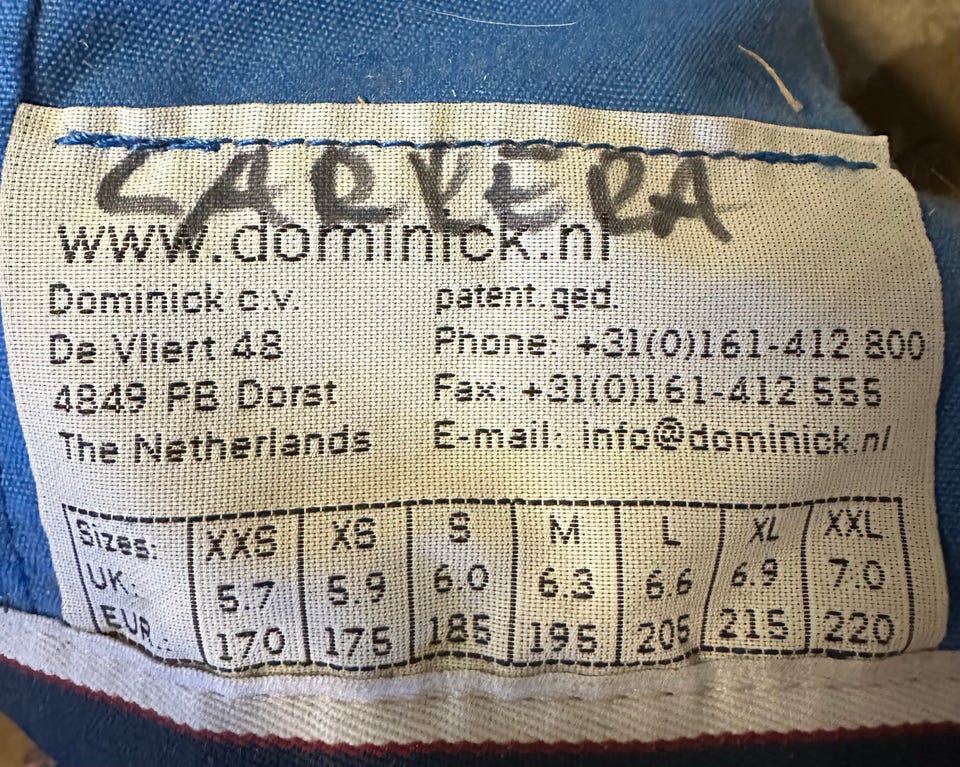 CARRERA
www.dominick.nl
Dominick c.v.
De Vliert 48
4849 PB Dorst
The Netherlands
patent.ged.
Phone: +31(0)161-412 800
Fax: +31(0)161-412 555
E-mail: info@dominick.nl
Sizes: XXS XS S M L XL XXL
UK: 5.7 5.9 6.0 6.3 6.6 6.9 7.0
EUR.: 170 175 185 195 205 215 220